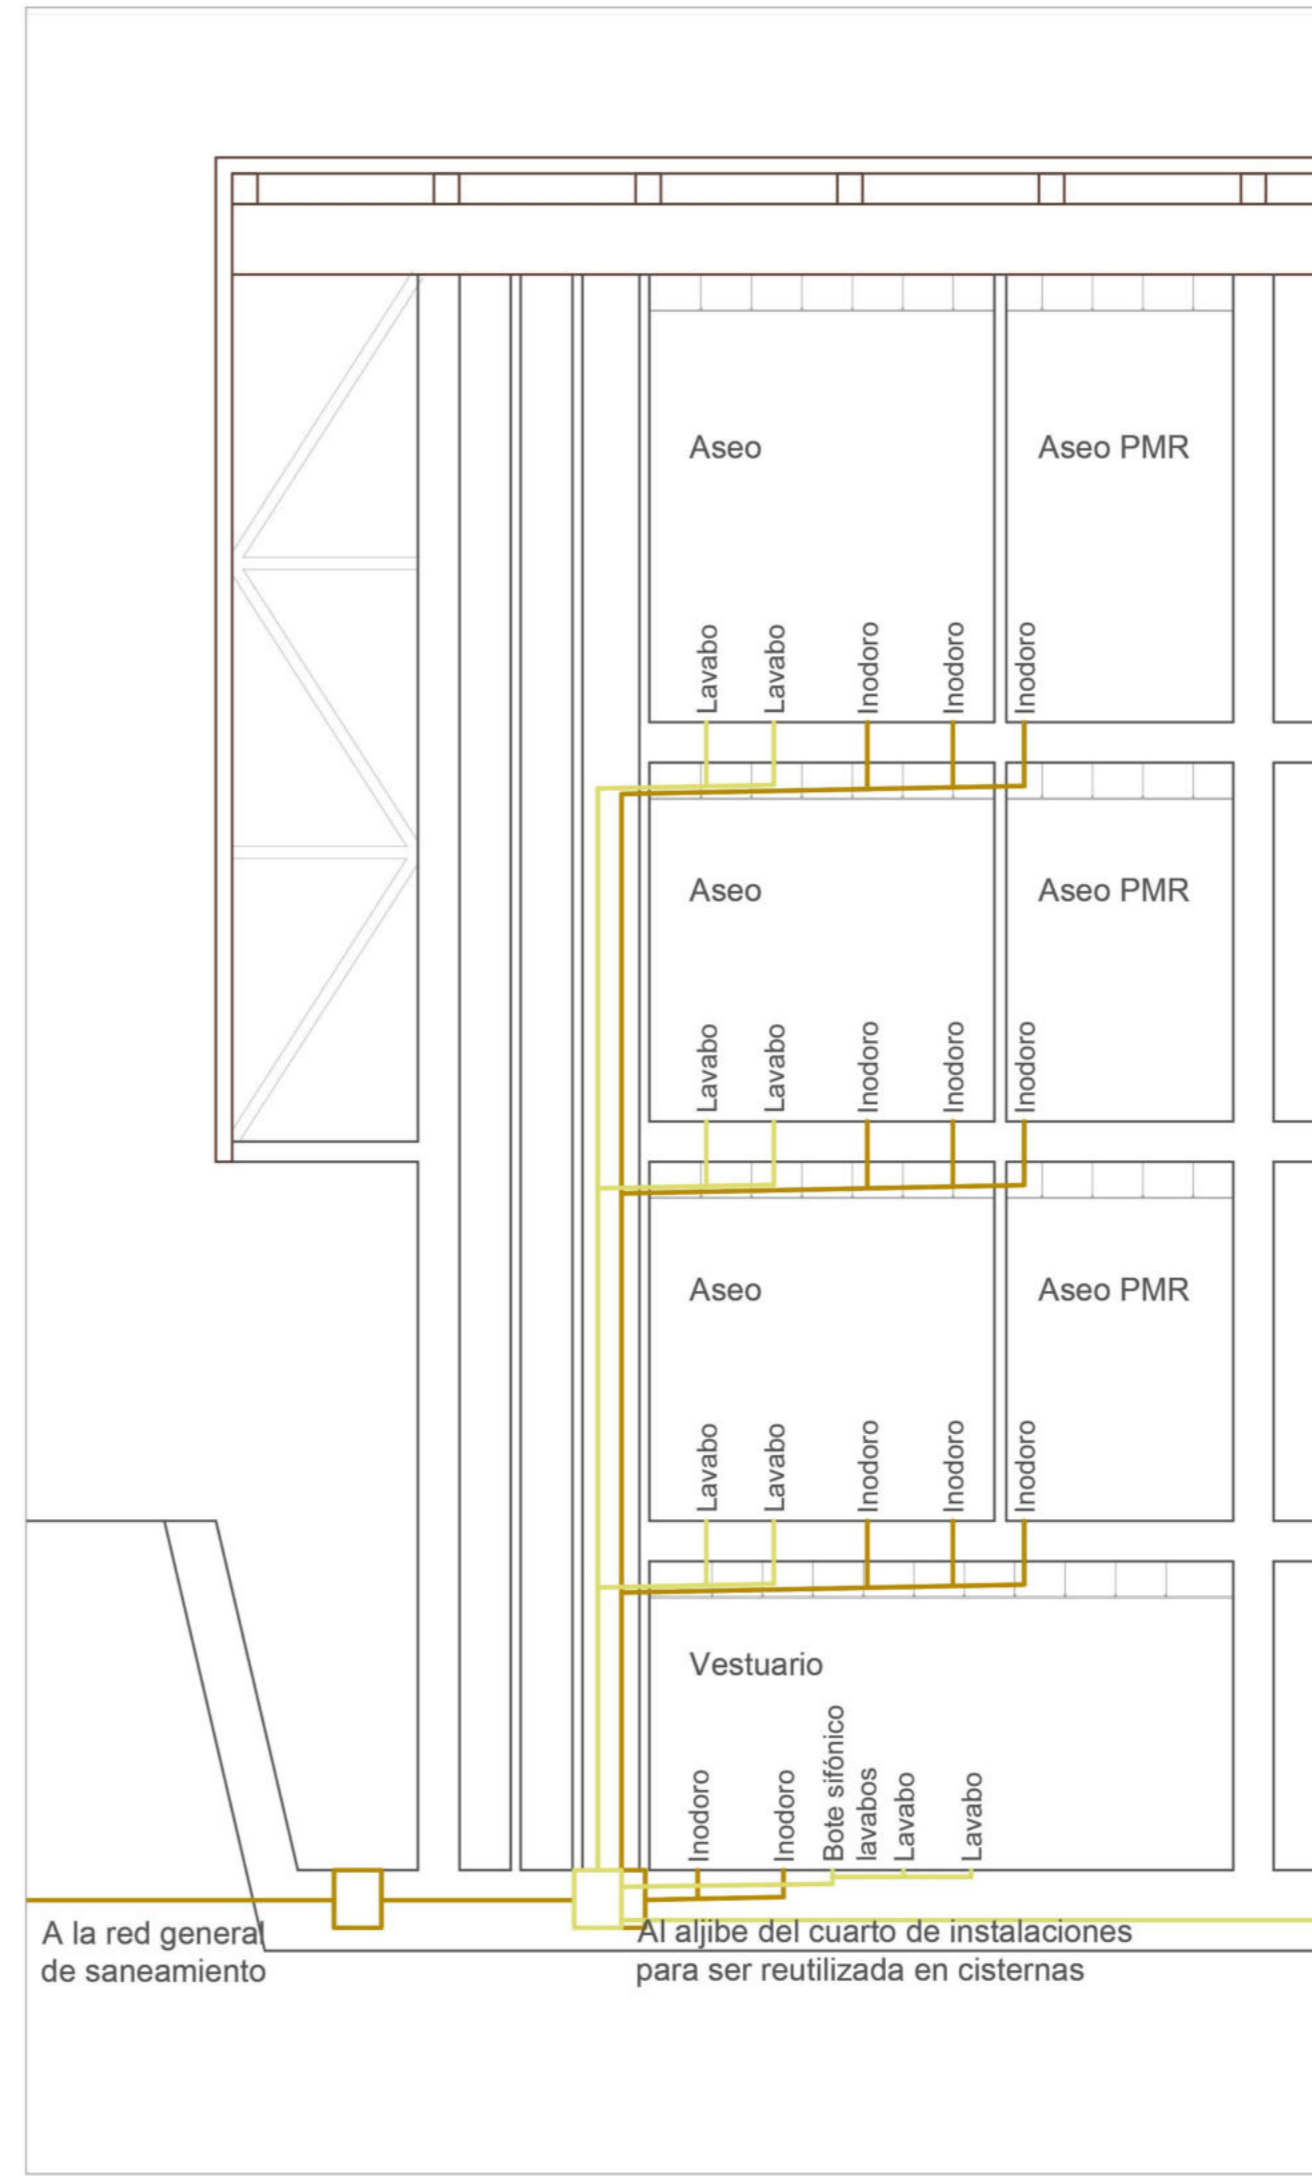 Aseo
Aseo PMR
Lavabo
Lavabo
Inodoro
Inodoro
Inodoro
Aseo
Aseo PMR
Lavabo
Lavabo
Inodoro
Inodoro
Inodoro
Aseo
Aseo PMR
Lavabo
Lavabo
Inodoro
Inodoro
Inodoro
Vestuario
Inodoro
Inodoro
Bote sifónico
lavabos
Lavabo
Lavabo
A la red general
de saneamiento
Al aljibe del cuarto de instalaciones
para ser reutilizada en cisternas